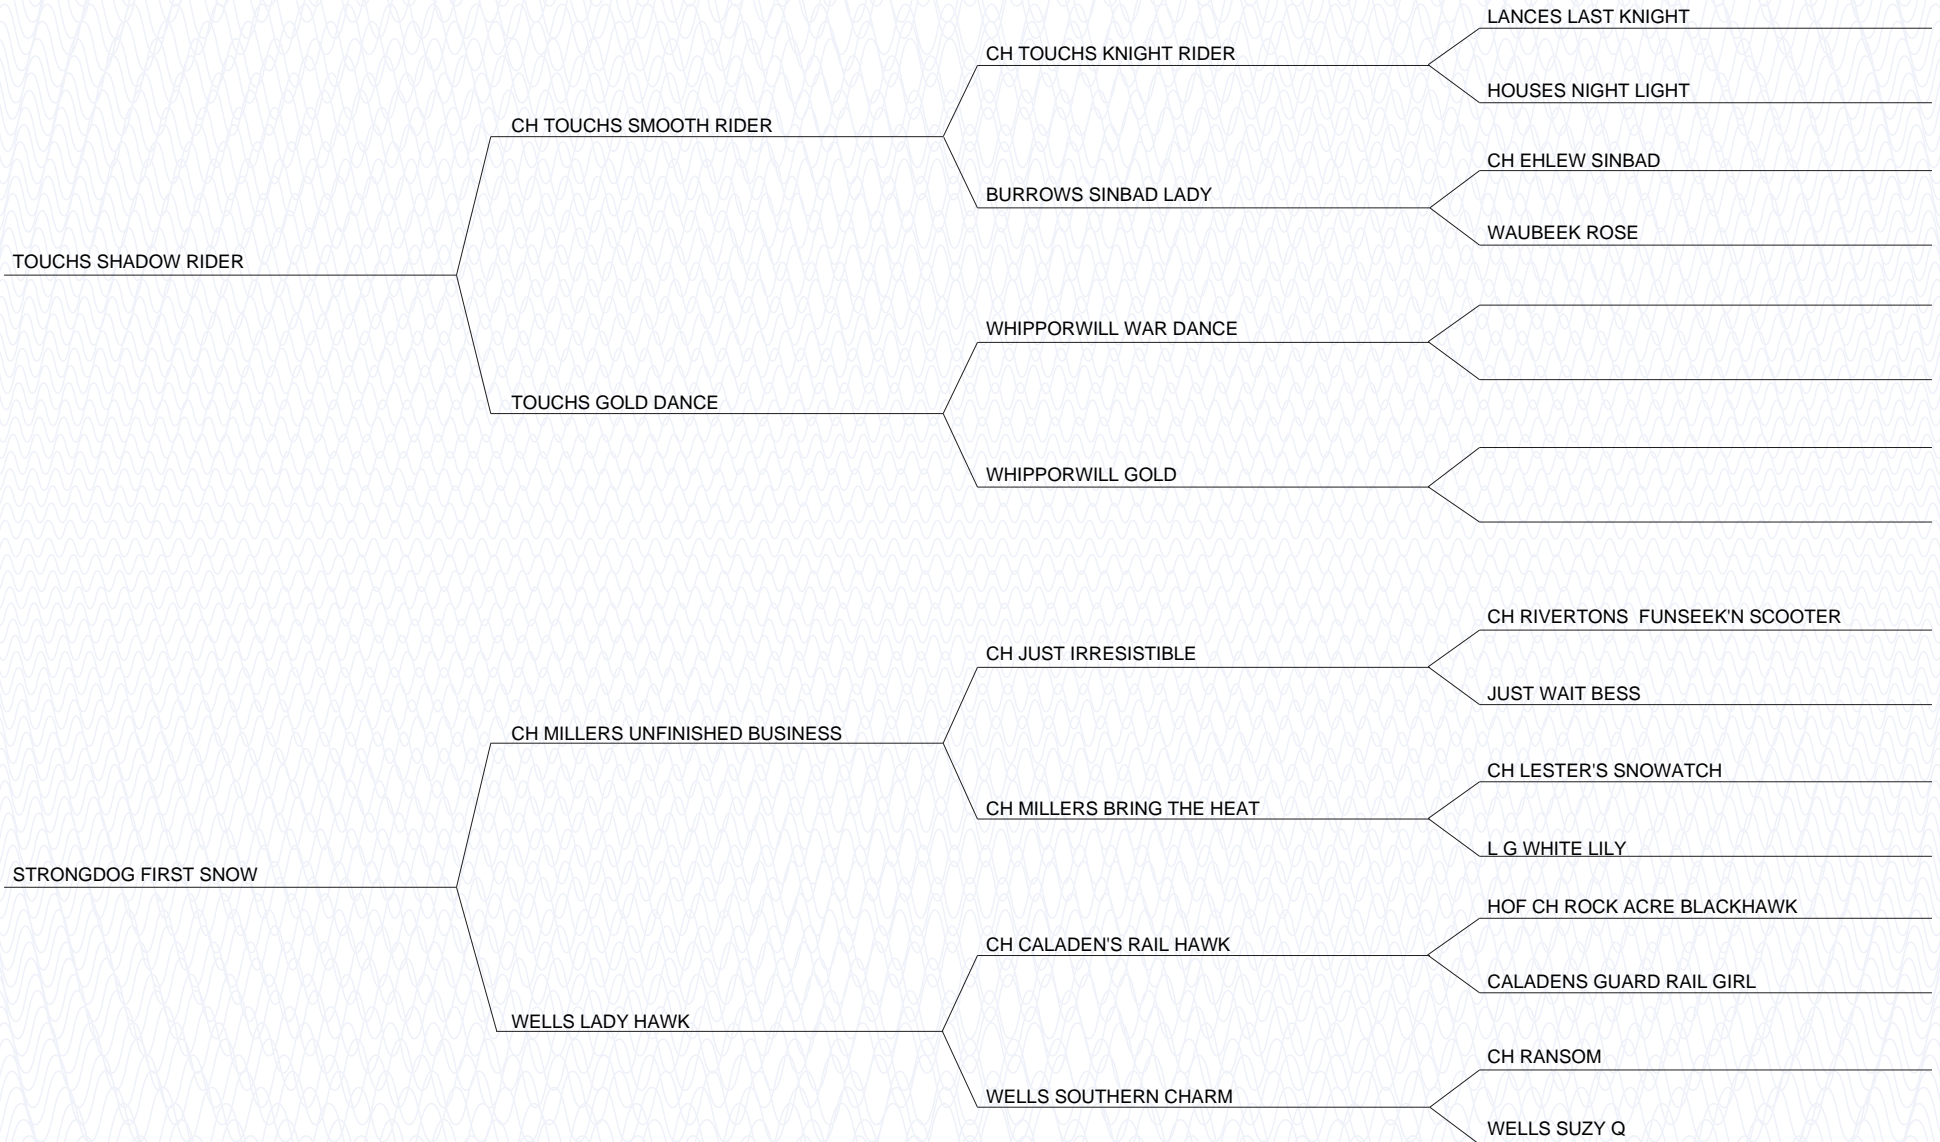 LANCES LAST KNIGHT
CH TOUCHS KNIGHT RIDER
HOUSES NIGHT LIGHT
CH TOUCHS SMOOTH RIDER
CH EHLEW SINBAD
BURROWS SINBAD LADY
WAUBEEK ROSE
TOUCHS SHADOW RIDER
WHIPPORWILL WAR DANCE
TOUCHS GOLD DANCE
WHIPPORWILL GOLD
CH RIVERTONS  FUNSEEK'N SCOOTER
CH JUST IRRESISTIBLE
JUST WAIT BESS
CH MILLERS UNFINISHED BUSINESS
CH LESTER'S SNOWATCH
CH MILLERS BRING THE HEAT
L G WHITE LILY
STRONGDOG FIRST SNOW
HOF CH ROCK ACRE BLACKHAWK
CH CALADEN'S RAIL HAWK
CALADENS GUARD RAIL GIRL
WELLS LADY HAWK
CH RANSOM
WELLS SOUTHERN CHARM
WELLS SUZY Q